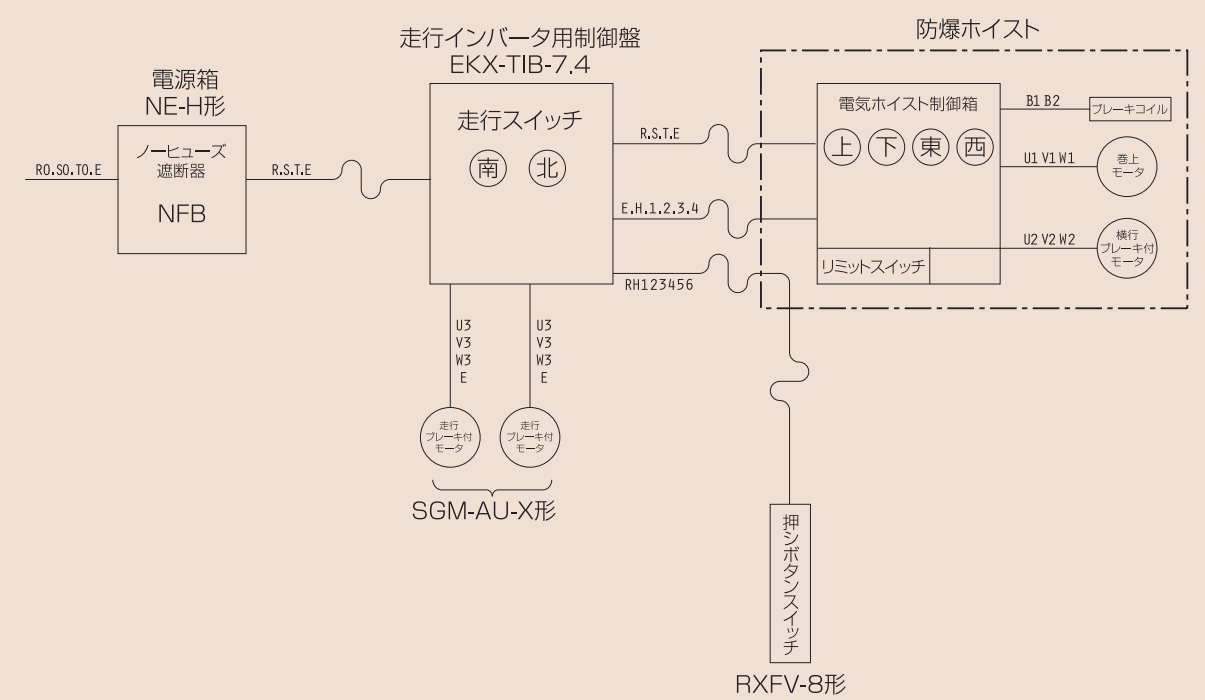 防爆ホイスト
走行インバータ用制御盤
EKX-TIB-7.4
電源箱
NE-H形
ノーヒューズ
遮断器
NFB
R0.S0.T0.E
R.S.T.E
走行スイッチ
南 北
R.S.T.E
E.H.1.2.3.4
RH123456
電気ホイスト制御箱
上 下 東 西
リミットスイッチ
B1 B2
ブレーキコイル
U1 V1 W1
巻上
モータ
U2 V2 W2
横行
ブレーキ付
モータ
U3
V3
W3
E
U3
V3
W3
E
走行
ブレーキ付
モータ
走行
ブレーキ付
モータ
SGM-AU-X形
押シボタンスイッチ
RXFV-8形